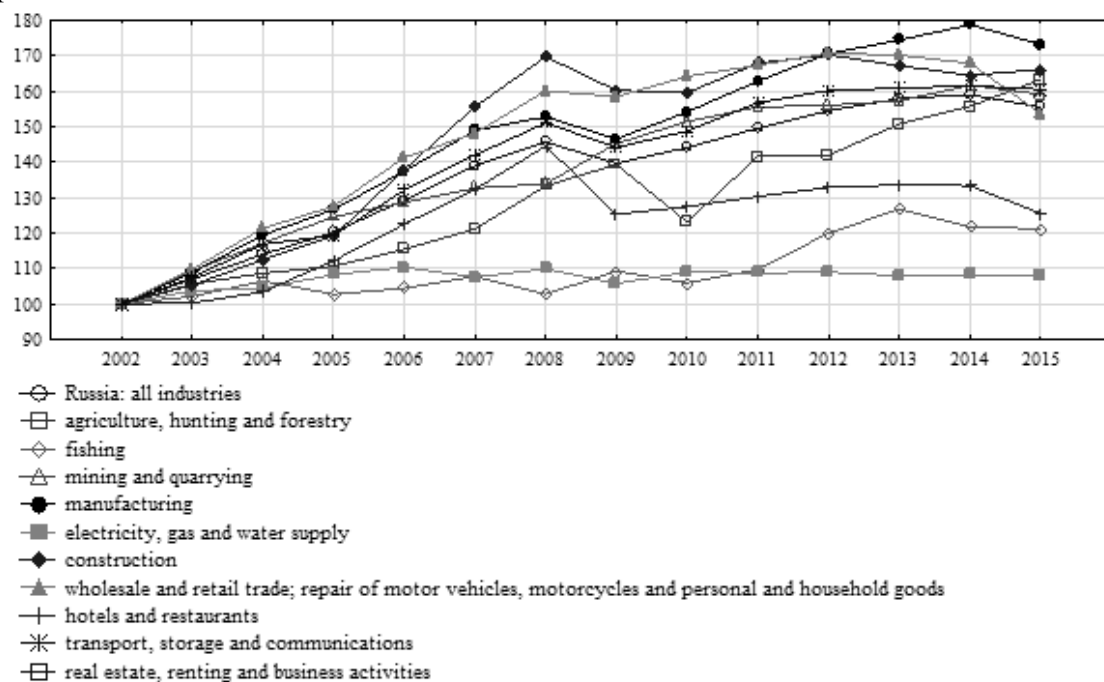 180
170
160
150
140
130
120
110
100
90
2002 2003 2004 2005 2006 2007 2008 2009 2010 2011 2012 2013 2014 2015
Russia: all industries
agriculture, hunting and forestry
fishing
mining and quarrying
manufacturing
electricity, gas and water supply
construction
wholesale and retail trade; repair of motor vehicles, motorcycles and personal and household goods
hotels and restaurants
transport, storage and communications
real estate, renting and business activities